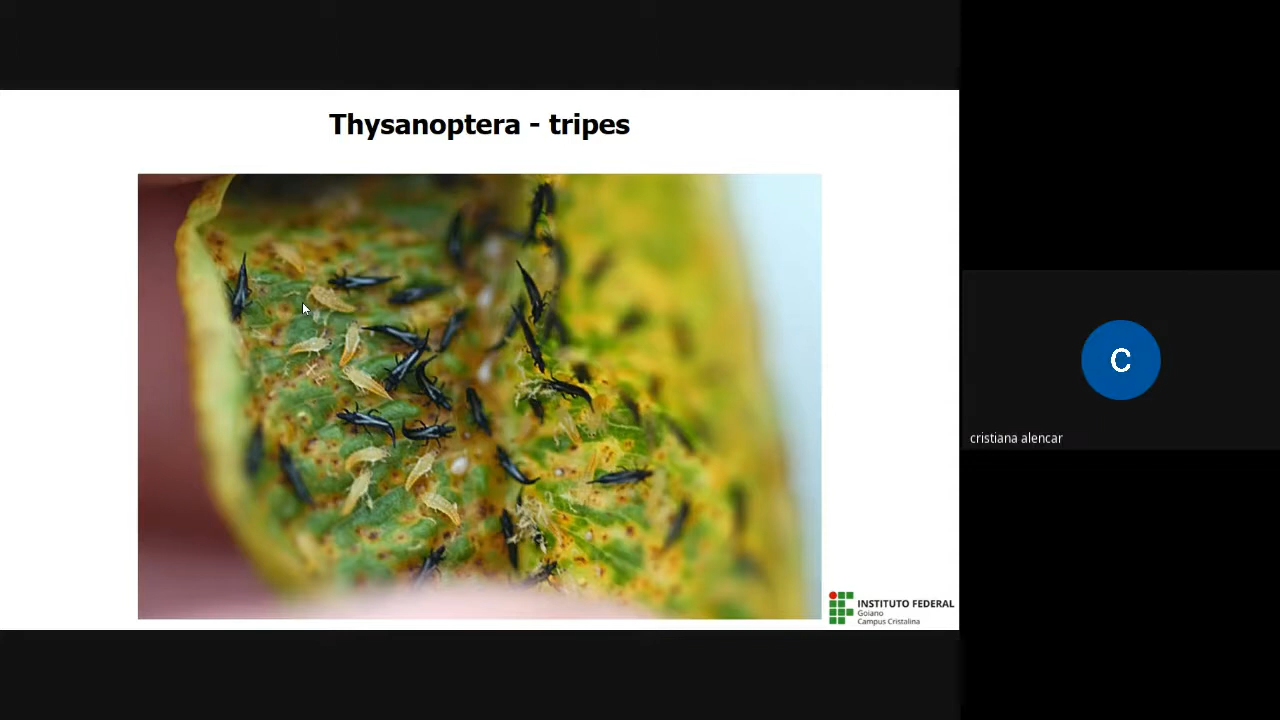 Thysanoptera - tripes
INSTITUTO FEDERAL
Goiano
Campus Cristalina
C
cristiana alencar